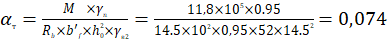 α_т = (M × γ_n) / (R_b × b'_f × h_0^2 × γ_в2) = (11,8 × 10^5 × 0.95) / (14.5 × 10^2 × 0,95 × 52 × 14.5^2) = 0,074